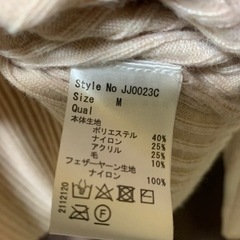 Style No JJ0023C
Size M
Qual
本体生地
ポリエステル 40%
ナイロン 25%
アクリル 25%
毛 10%
フェザーヤーン生地
ナイロン 100%
2112120